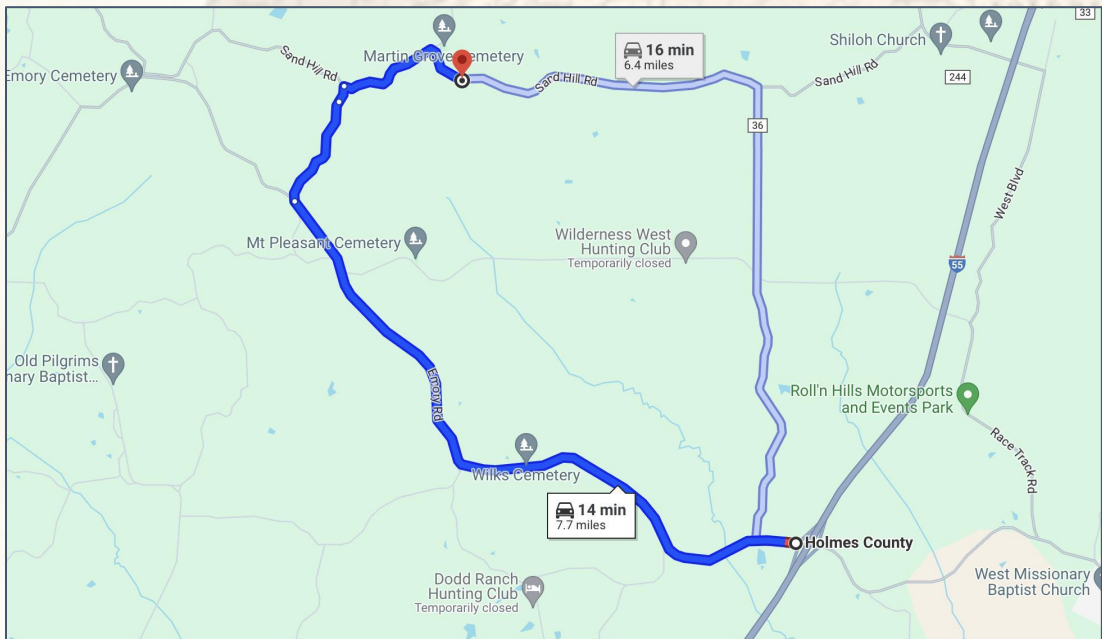 33
Shiloh Church
244
Sand Hill Rd
Martin Grove Cemetery
16 min
6.4 miles
Emory Cemetery
Sand Hill Rd
Sand Hill Rd
36
West Blvd
Mt Pleasant Cemetery
Wilderness West
Hunting Club
Temporarily closed
55
Old Pilgrims
nary Baptist...
Emory Rd
Roll'n Hills Motorsports
and Events Park
Race Track Rd
Wilks Cemetery
14 min
7.7 miles
Holmes County
Dodd Ranch
Hunting Club
Temporarily closed
West Missionary
Baptist Church